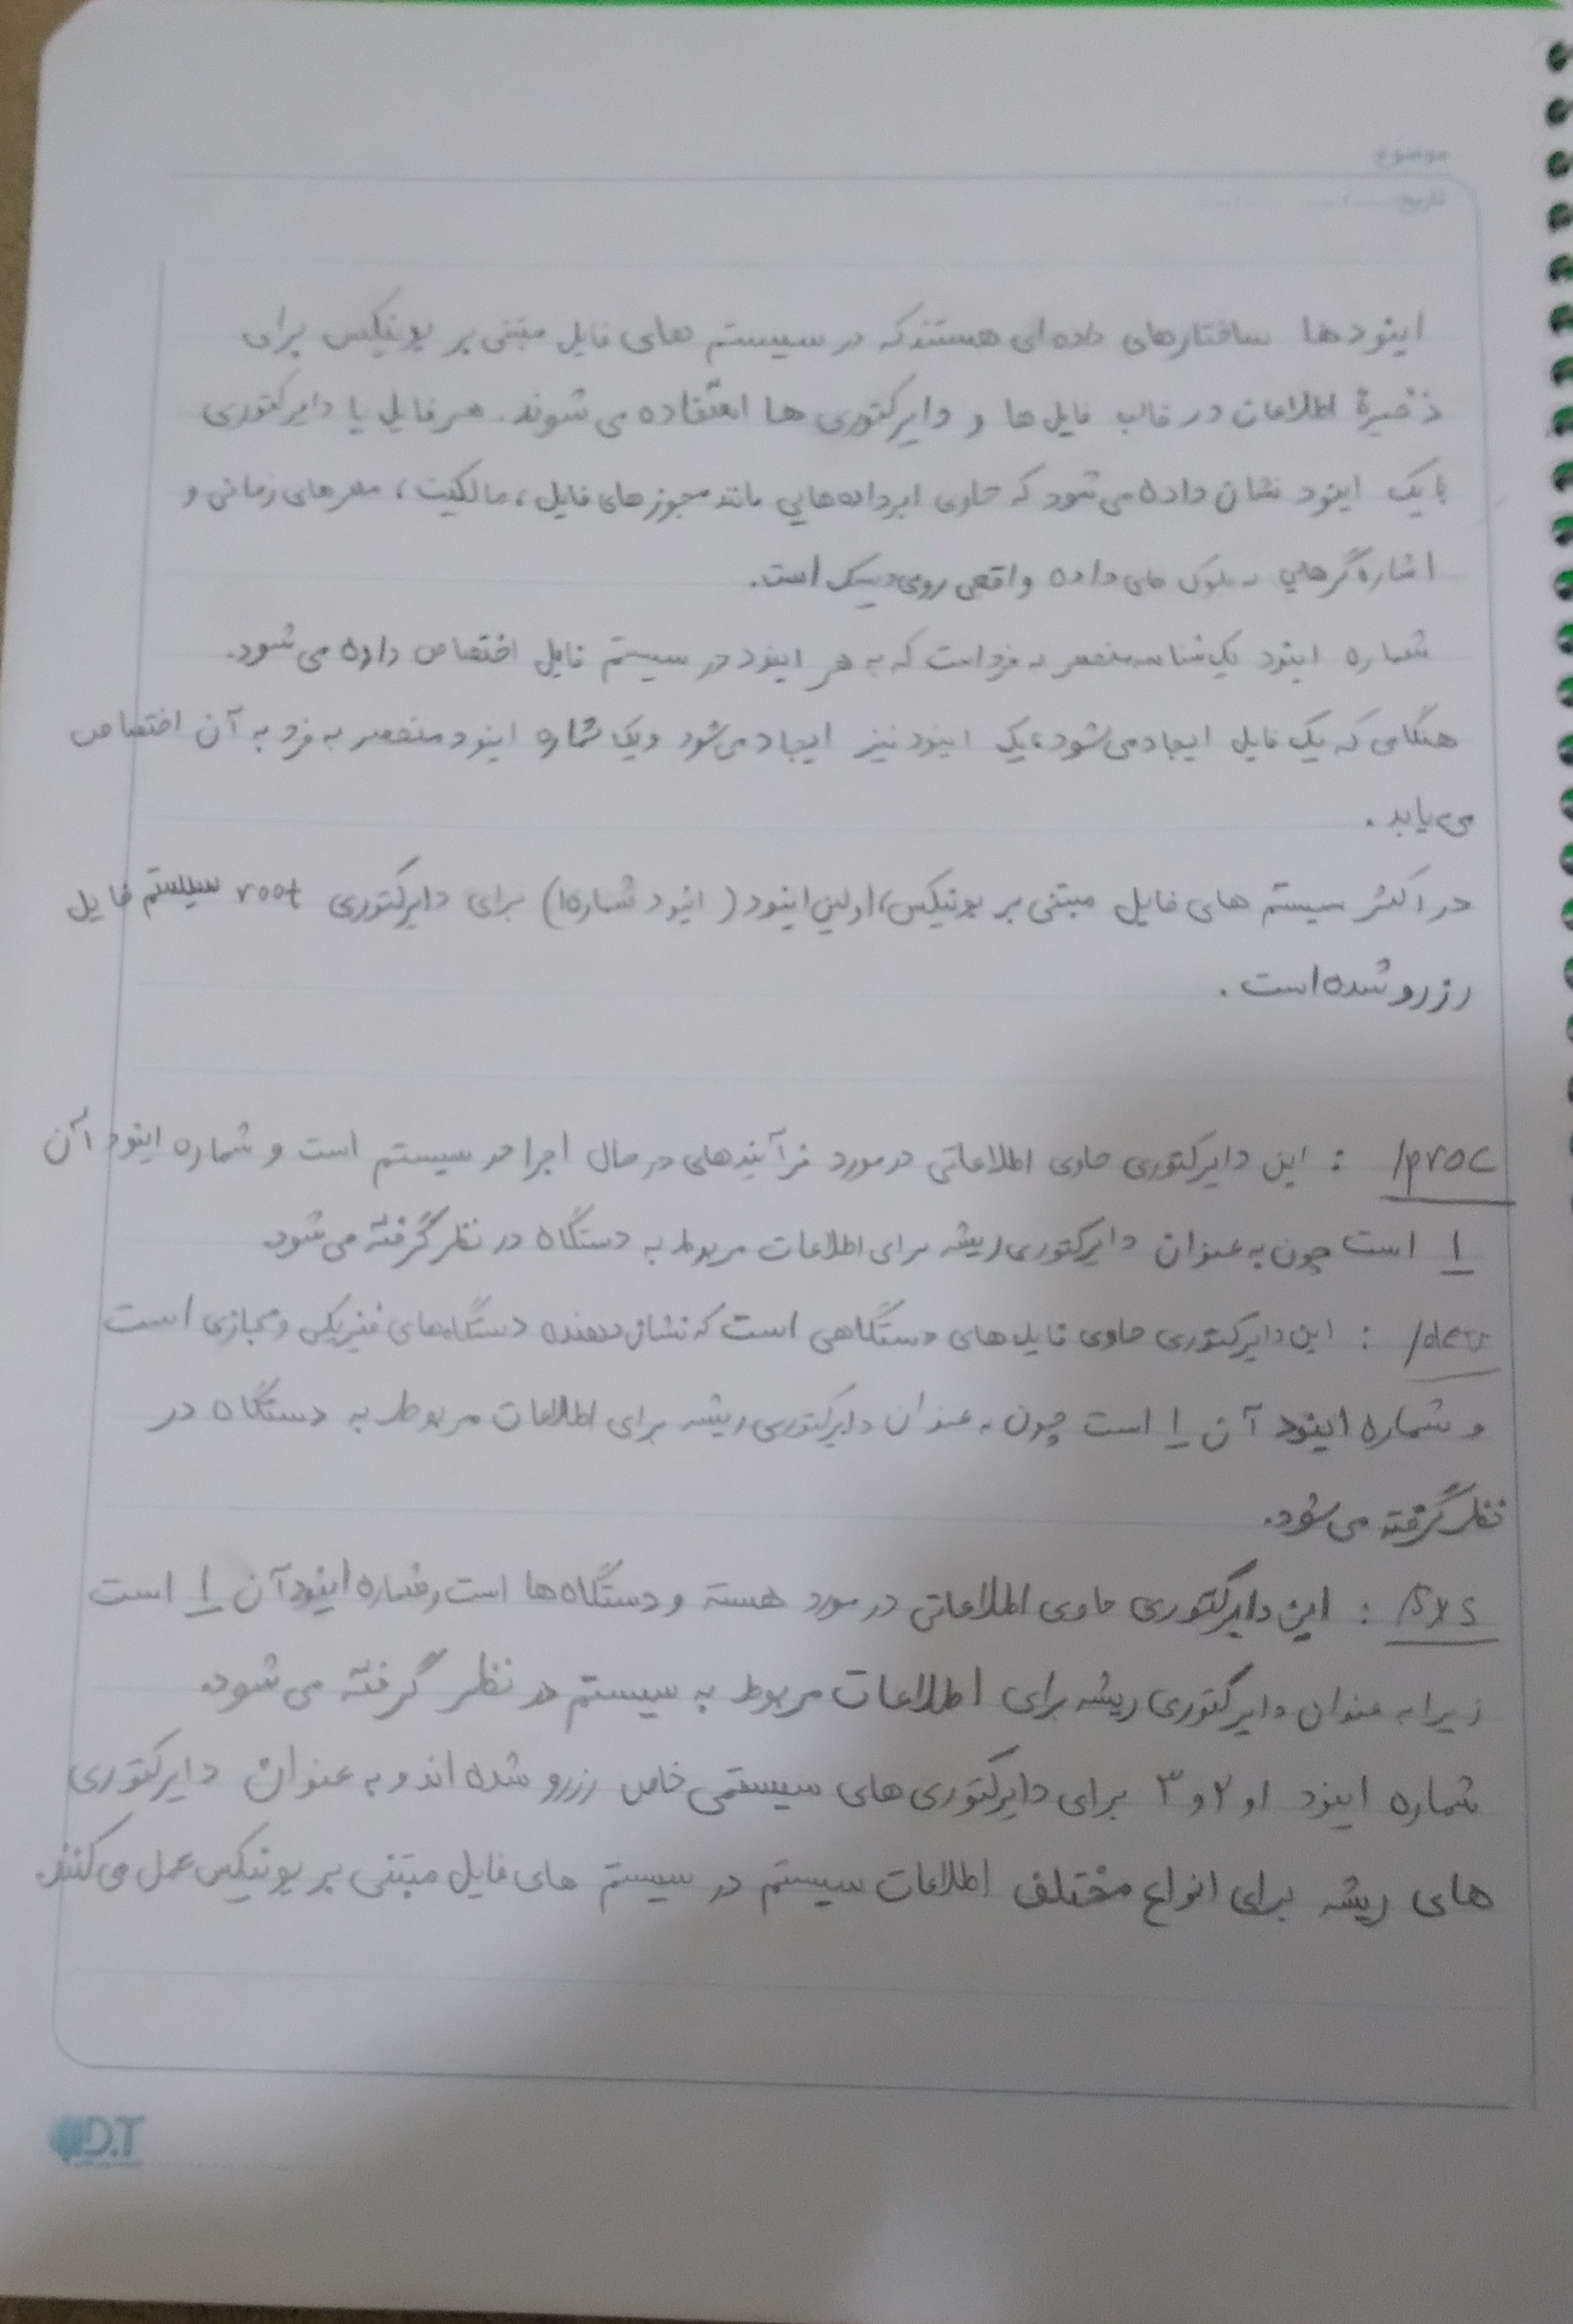 موضوع
تاریخ
اینودها ساختارهای داده‌ای هستند که در سیستم های فایل مبتنی بر یونیکس برای
ذخیرهٔ اطلاعات در قالب فایل ها و دایرکتوری ها استفاده می شوند. هر فایل یا دایرکتوری
با یک اینود نشان داده می شود که حاوی ابرداده هایی مانند مجوزهای فایل، مالکیت، مهرهای زمانی و
اشاره گرهایی به بلوک های داده واقعی روی دیسک است.
شماره اینود یک شناسه منحصر به فرد است که به هر اینود در سیستم فایل اختصاص داده می شود.
هنگامی که یک فایل ایجاد می شود، یک اینود نیز ایجاد می شود و یک شماره اینود منحصر به فرد به آن اختصاص
می یابد.
در اکثر سیستم های فایل مبتنی بر یونیکس، اولین اینود (اینود شماره ۱) برای دایرکتوری root سیستم فایل
رزرو شده است.
/proc : این دایرکتوری حاوی اطلاعاتی در مورد فرآیندهای در حال اجرا در سیستم است و شماره اینود آن
۱ است چون به عنوان دایرکتوری ریشه برای اطلاعات مربوط به دستگاه در نظر گرفته می شود.
/dev : این دایرکتوری حاوی فایل های دستگاهی است که نشان دهنده دستگاه های فیزیکی و مجازی است
و شماره اینود آن ۱ است چون به عنوان دایرکتوری ریشه برای اطلاعات مربوط به دستگاه در
نظر گرفته می شود.
/sys : این دایرکتوری حاوی اطلاعاتی در مورد هسته و دستگاه ها است و شماره اینود آن ۱ است
زیرا به عنوان دایرکتوری ریشه برای اطلاعات مربوط به سیستم در نظر گرفته می شود.
شماره اینود ۱ و ۲ و ۳ برای دایرکتوری های سیستمی خاص رزرو شده اند و به عنوان دایرکتوری
های ریشه برای انواع مختلف اطلاعات سیستم در سیستم های فایل مبتنی بر یونیکس عمل می کنند.
D.T